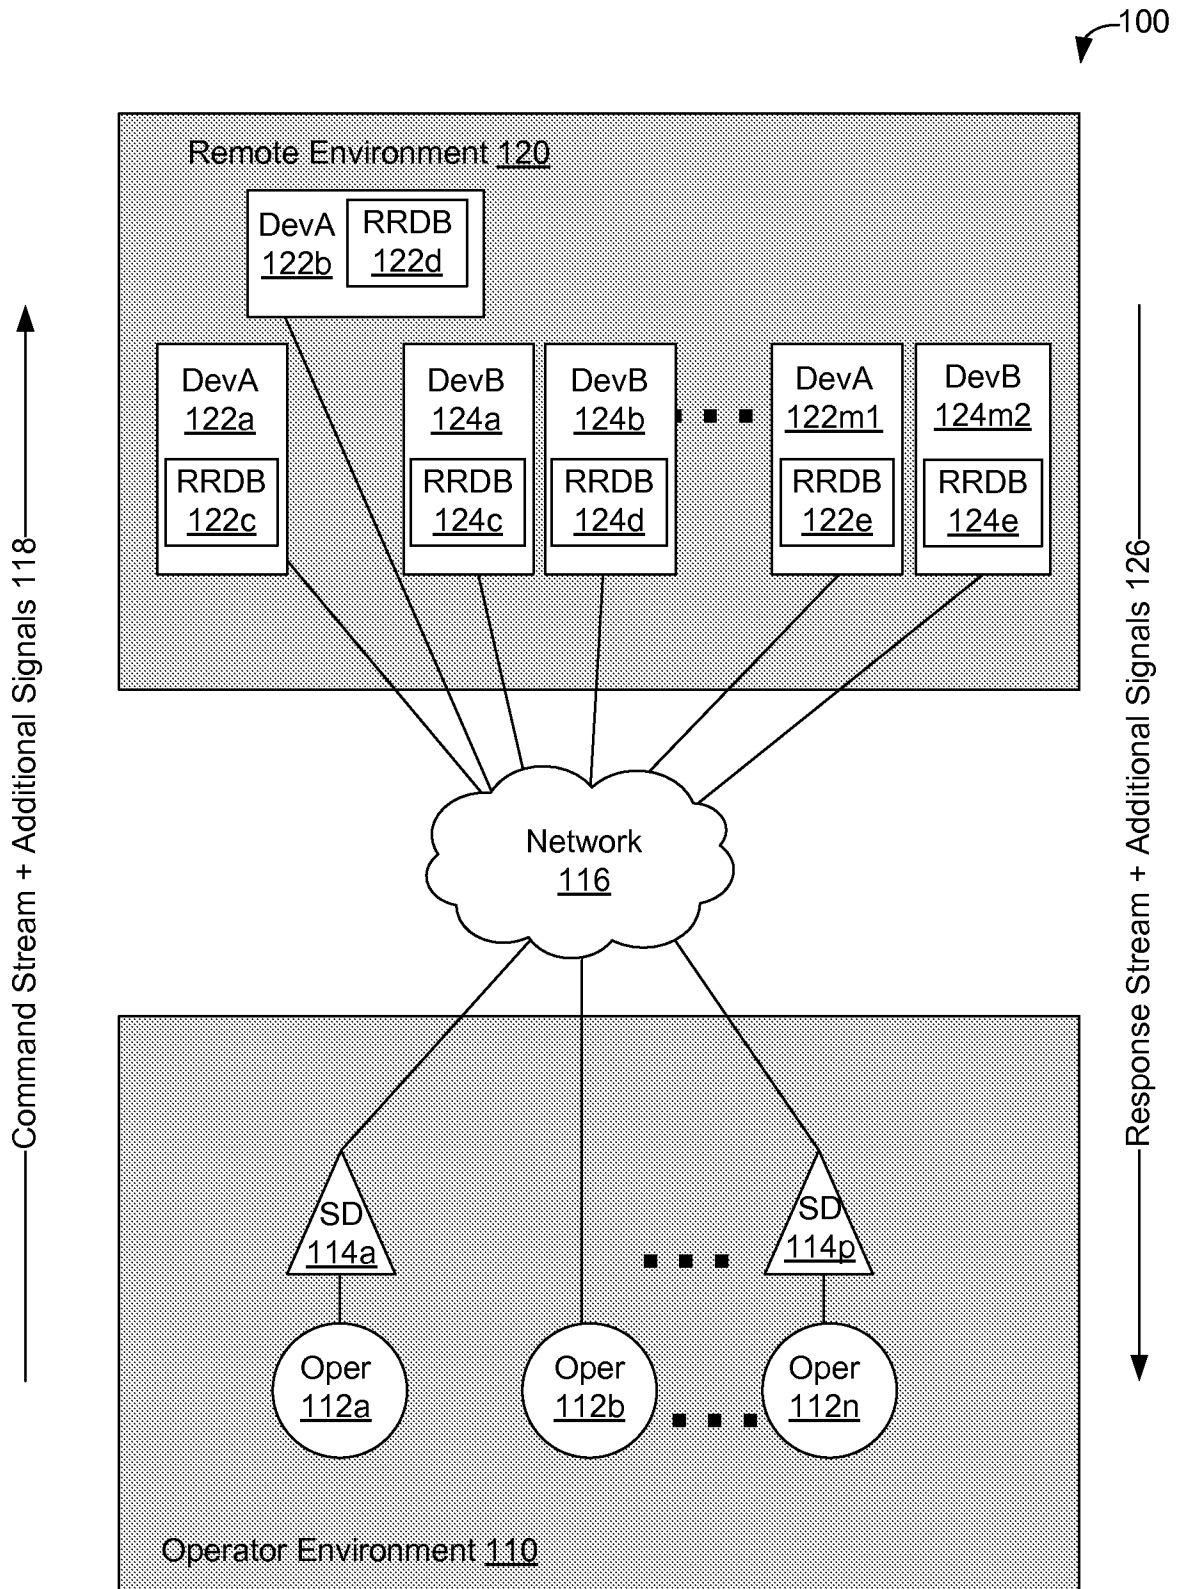 100
Remote Environment 120
DevA
122b
RRDB
122d
DevA
122a
RRDB
122c
DevB
124a
RRDB
124c
DevB
124b
RRDB
124d
DevA
122m1
RRDB
122e
DevB
124m2
RRDB
124e
Command Stream + Additional Signals 118
Response Stream + Additional Signals 126
Network
116
SD
114a
SD
114p
Oper
112a
Oper
112b
Oper
112n
Operator Environment 110